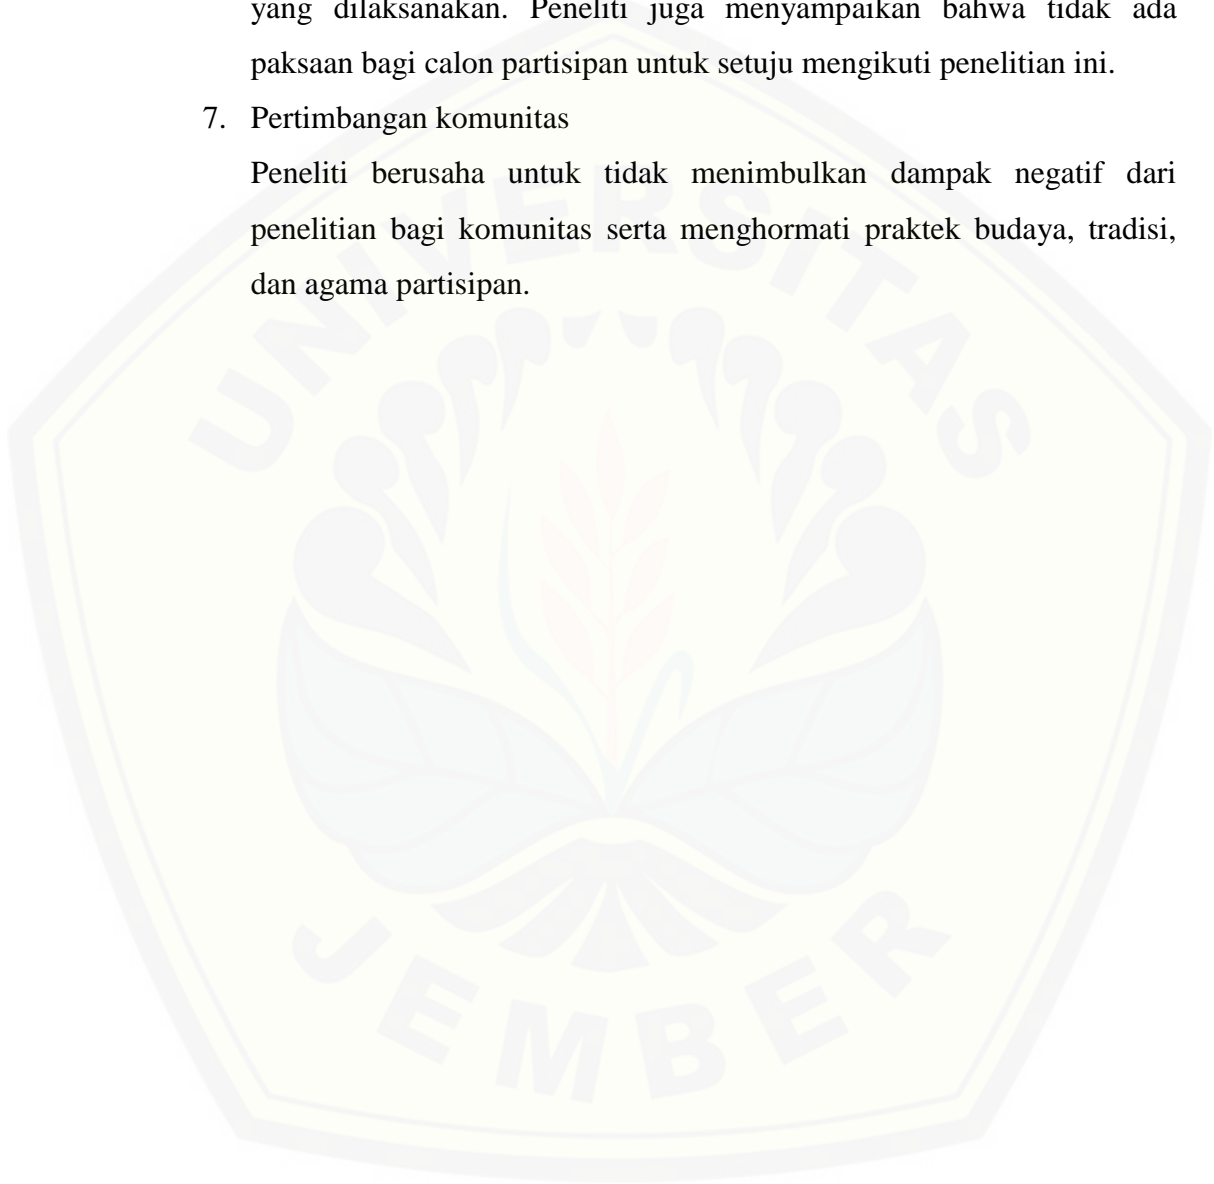 yang dilaksanakan. Peneliti juga menyampaikan bahwa tidak ada
paksaan bagi calon partisipan untuk setuju mengikuti penelitian ini.
7. Pertimbangan komunitas
Peneliti berusaha untuk tidak menimbulkan dampak negatif dari
penelitian bagi komunitas serta menghormati praktek budaya, tradisi,
dan agama partisipan.
UNIVERSITAS
JEMBER